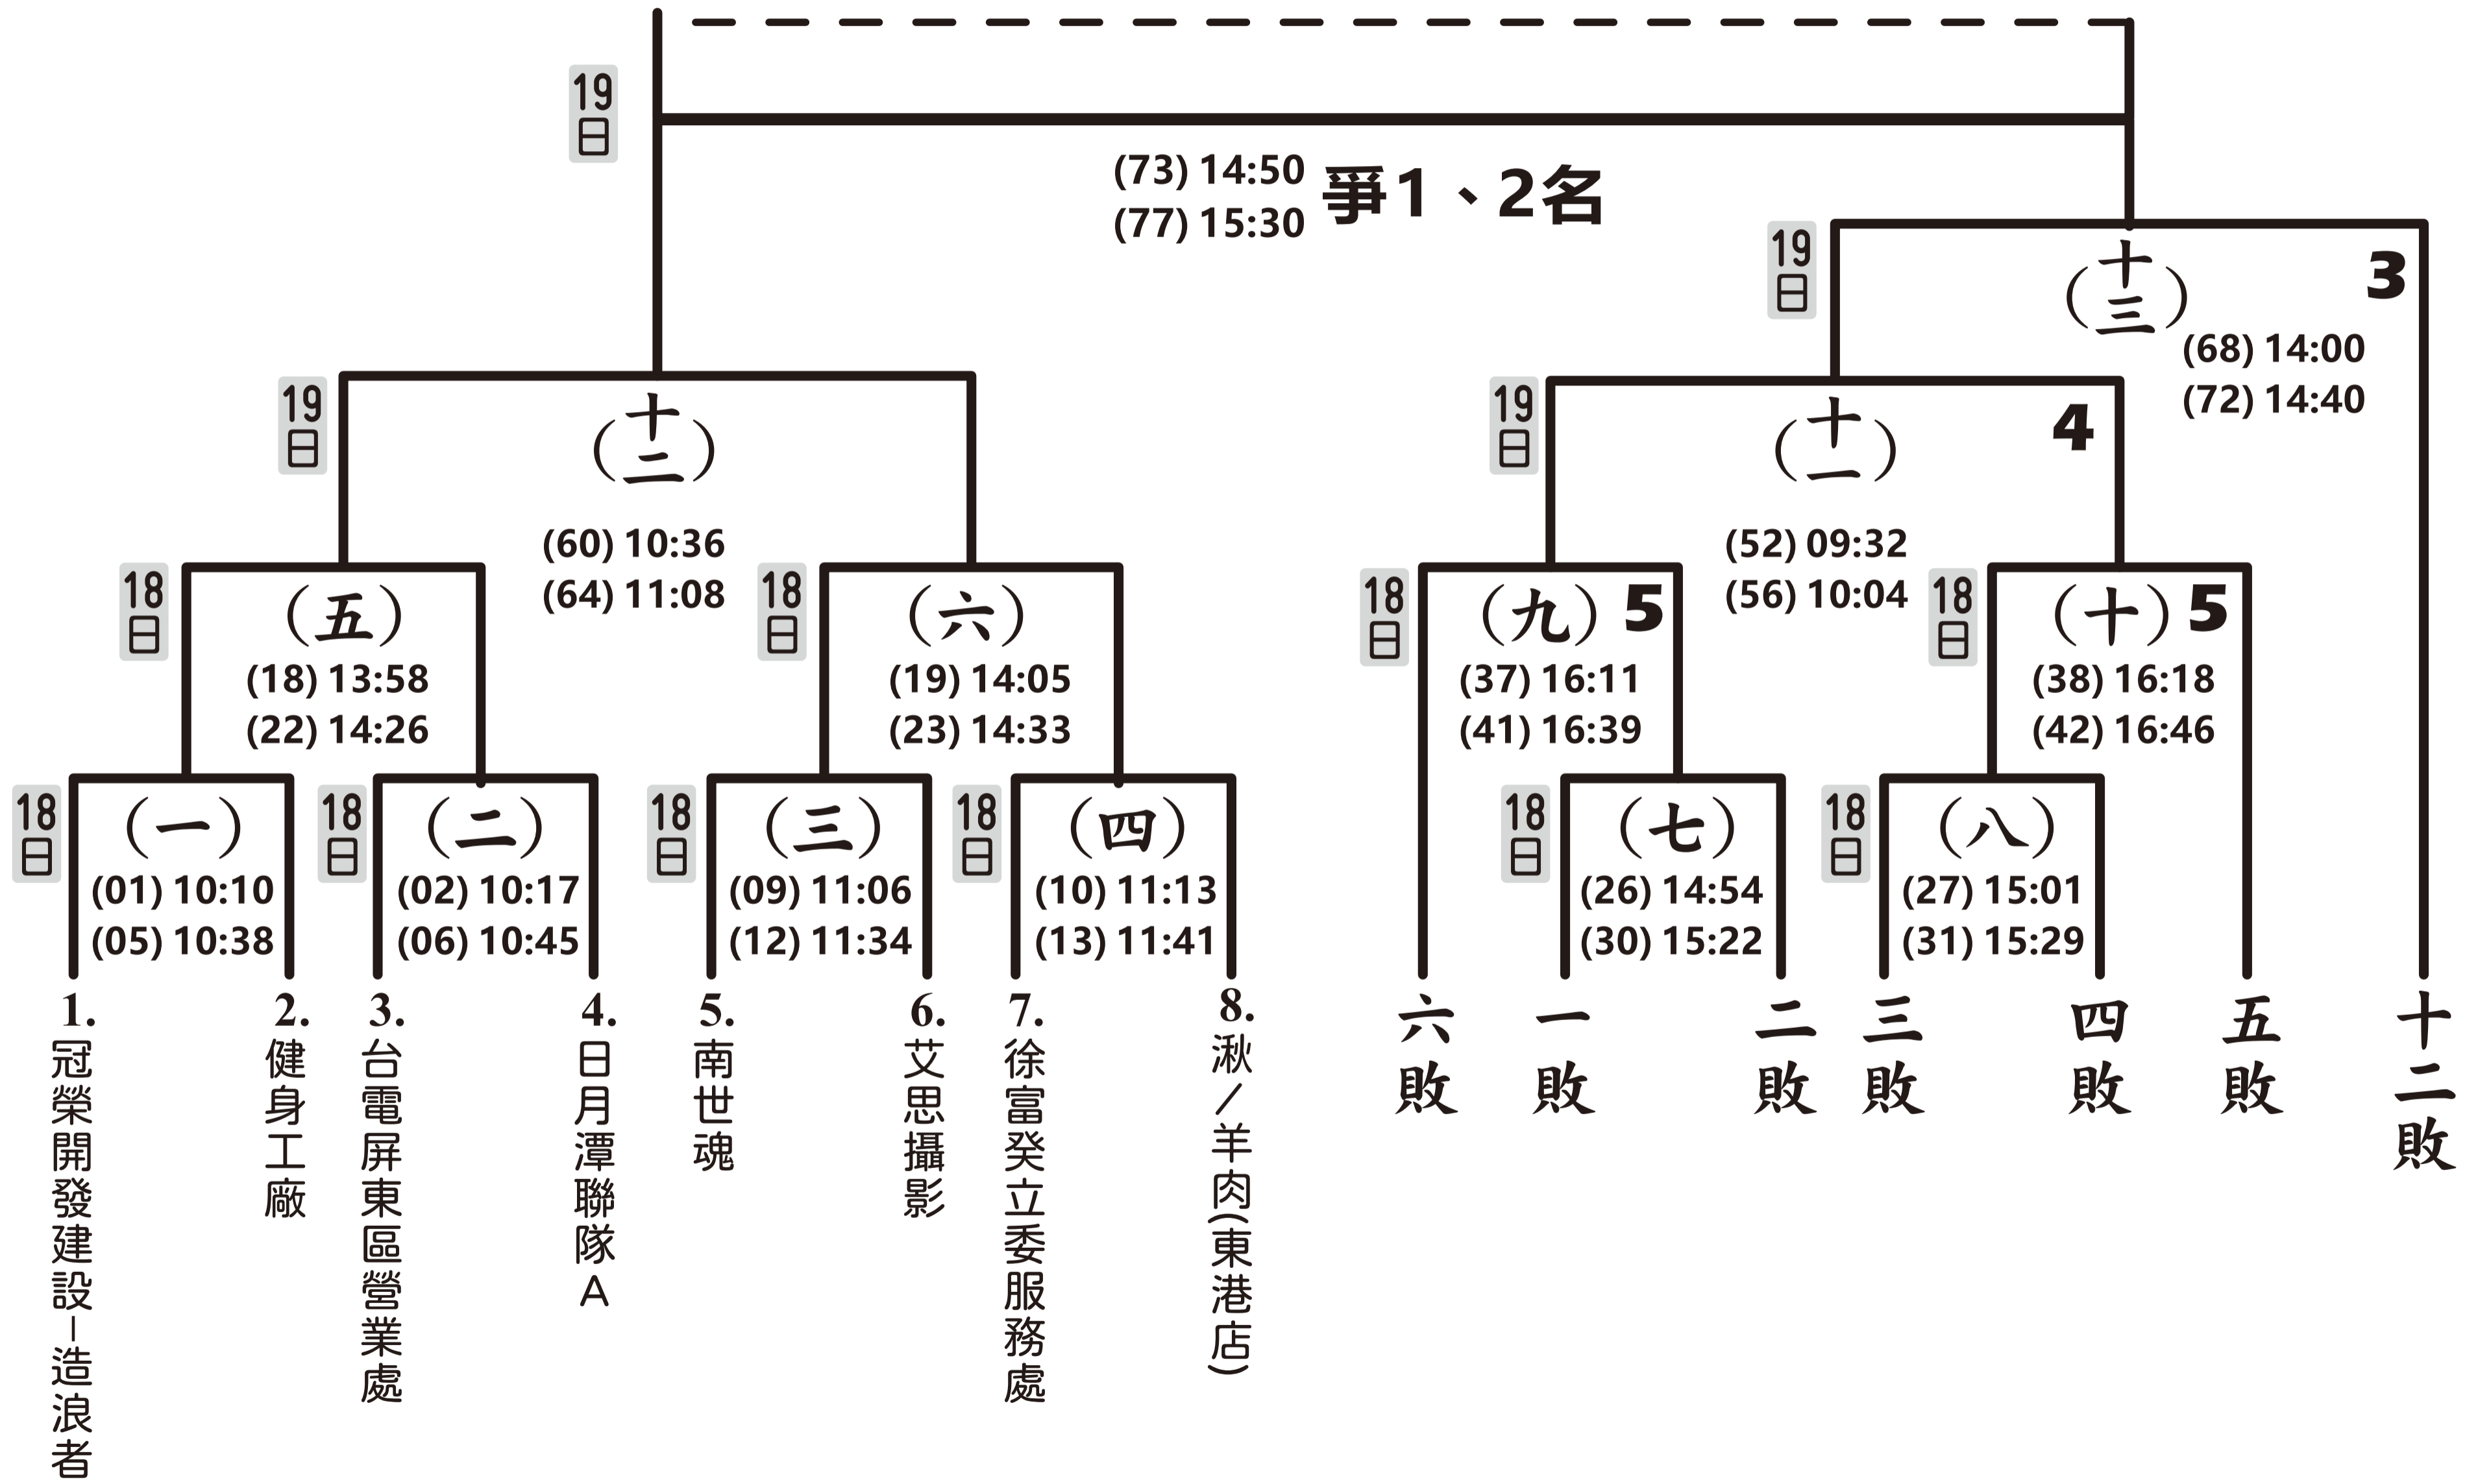 19日
(73) 14:50
(77) 15:30
爭1、2名
19日
(十三)
3
(68) 14:00
(72) 14:40
19日
(十二)
(60) 10:36
(64) 11:08
19日
(十一)
4
(52) 09:32
(56) 10:04
18日
(五)
(18) 13:58
(22) 14:26
18日
(六)
(19) 14:05
(23) 14:33
18日
(九)
5
(37) 16:11
(41) 16:39
18日
(十)
5
(38) 16:18
(42) 16:46
18日
(一)
(01) 10:10
(05) 10:38
18日
(二)
(02) 10:17
(06) 10:45
18日
(三)
(09) 11:06
(12) 11:34
18日
(四)
(10) 11:13
(13) 11:41
18日
(七)
(26) 14:54
(30) 15:22
18日
(八)
(27) 15:01
(31) 15:29
1.冠榮開發建設－造浪者
2.健身工廠
3.台電屏東區營業處
4.日月潭聯隊A
5.南世魂
6.艾思攝影
7.徐富癸立委服務處
8.湫／羊肉(東港店)
六敗
一敗
二敗
三敗
四敗
五敗
十二敗